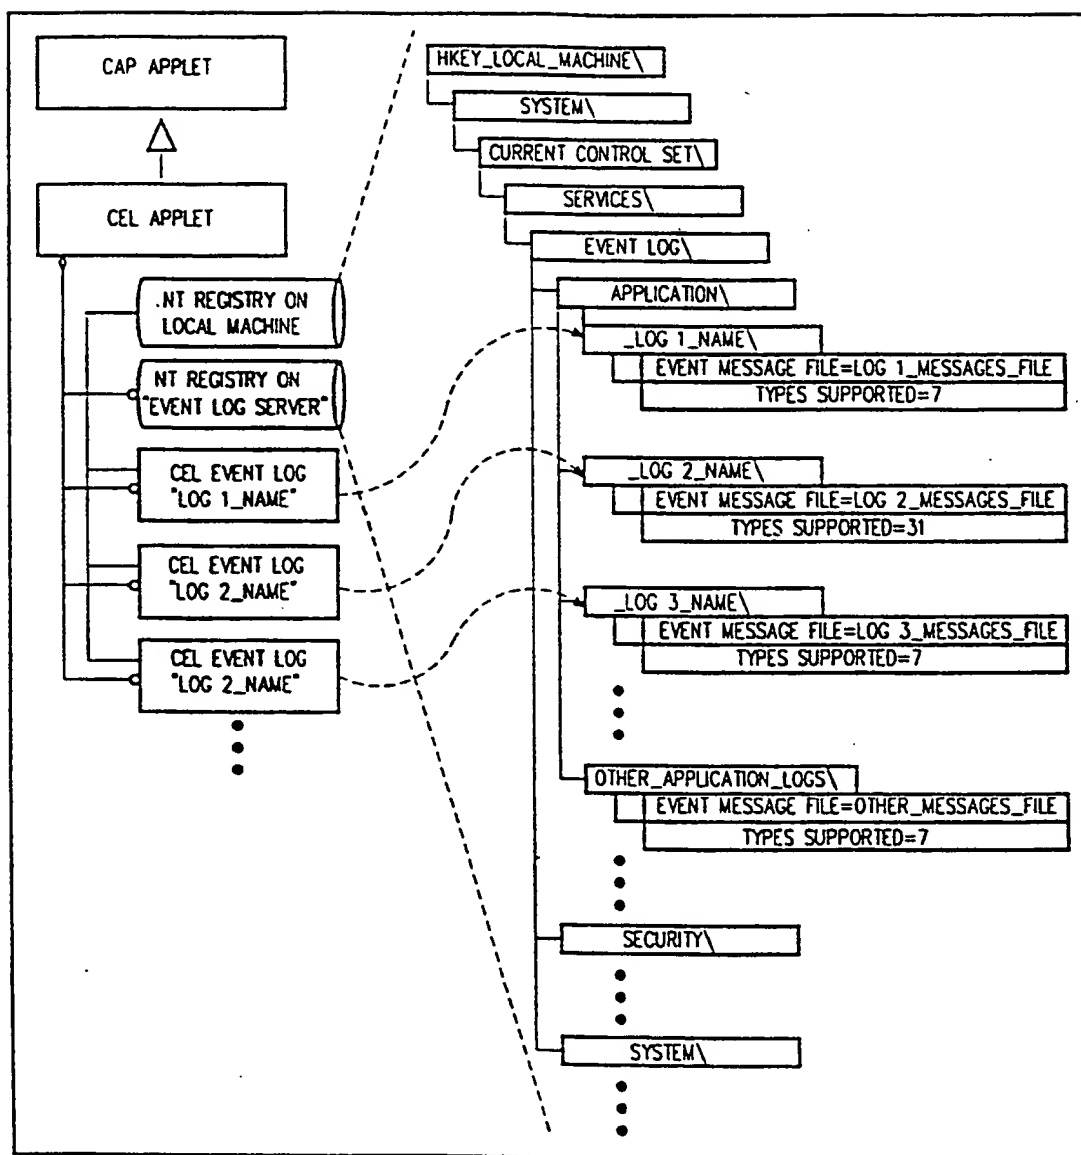 CAP APPLET
CEL APPLET
.NT REGISTRY ON
LOCAL MACHINE
NT REGISTRY ON
"EVENT LOG SERVER"
CEL EVENT LOG
"LOG 1_NAME"
CEL EVENT LOG
"LOG 2_NAME"
CEL EVENT LOG
"LOG 2_NAME"
HKEY_LOCAL_MACHINE\
SYSTEM\
CURRENT CONTROL SET\
SERVICES\
EVENT LOG\
APPLICATION\
_LOG 1_NAME\
EVENT MESSAGE FILE=LOG 1_MESSAGES_FILE
TYPES SUPPORTED=7
_LOG 2_NAME\
EVENT MESSAGE FILE=LOG 2_MESSAGES_FILE
TYPES SUPPORTED=31
_LOG 3_NAME\
EVENT MESSAGE FILE=LOG 3_MESSAGES_FILE
TYPES SUPPORTED=7
OTHER_APPLICATION_LOGS\
EVENT MESSAGE FILE=OTHER_MESSAGES_FILE
TYPES SUPPORTED=7
SECURITY\
SYSTEM\